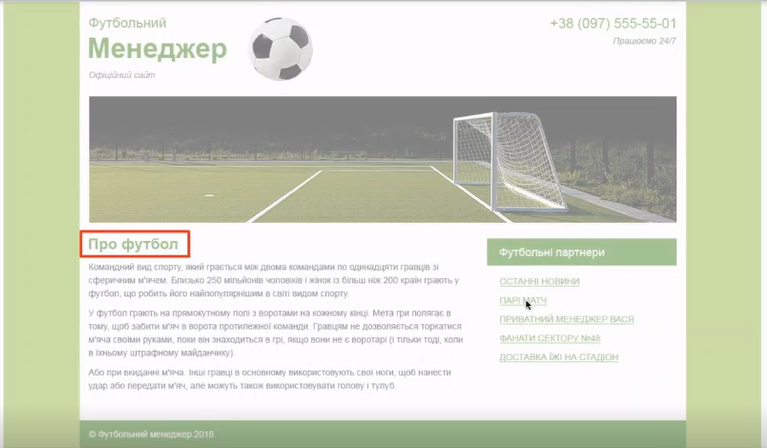 Футбольний
Менеджер
Офіційний сайт
+38 (097) 555-55-01
Працюємо 24/7
Про футбол
Командний вид спорту, який грається між двома командами по одинадцяти гравців зі
сферичним м'ячем. Близько 250 мільйонів чоловіків і жінок із більш ніж 200 країн грають у
футбол, що робить його найпопулярнішим в світі видом спорту.
У футбол грають на прямокутному полі з воротами на кожному кінці. Мета гри полягає в
тому, щоб забити м'яч в ворота протилежної команди. Гравцям не дозволяється торкатися
м'яча своїми руками, поки він знаходиться в грі, якщо вони не є воротарі (і тільки тоді, коли
в їхньому штрафному майданчику).
Або при вкиданні м'яча. Інші гравці в основному використовують свої ноги, щоб нанести
удар або передати м'яч, але можуть також використовувати голову і тулуб.
Футбольні партнери
ОСТАННІ НОВИНИ
ПАРІ МАТЧ
ПРИВАТНИЙ МЕНЕДЖЕР ВАСЯ
ФАНАТИ СЕКТОРУ №48
ДОСТАВКА ЇЖІ НА СТАДІОН
© Футбольний менеджер 2018